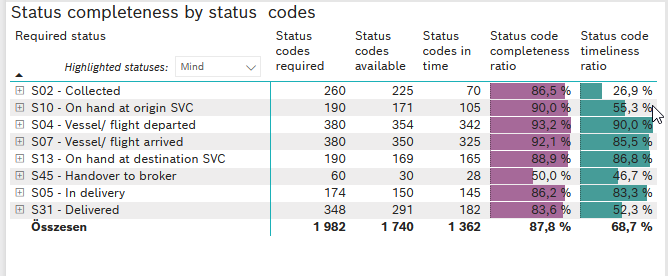 Status completeness by status codes
Required status Status codes required Status codes available Status codes in time Status code completeness ratio Status code timeliness ratio
Highlighted statuses: Mind
S02 - Collected 260 225 70 86,5 % 26,9 %
S10 - On hand at origin SVC 190 171 105 90,0 % 55,3 %
S04 - Vessel/ flight departed 380 354 342 93,2 % 90,0 %
S07 - Vessel/ flight arrived 380 350 325 92,1 % 85,5 %
S13 - On hand at destination SVC 190 169 165 88,9 % 86,8 %
S45 - Handover to broker 60 30 28 50,0 % 46,7 %
S05 - In delivery 174 150 145 86,2 % 83,3 %
S31 - Delivered 348 291 182 83,6 % 52,3 %
Összesen 1 982 1 740 1 362 87,8 % 68,7 %